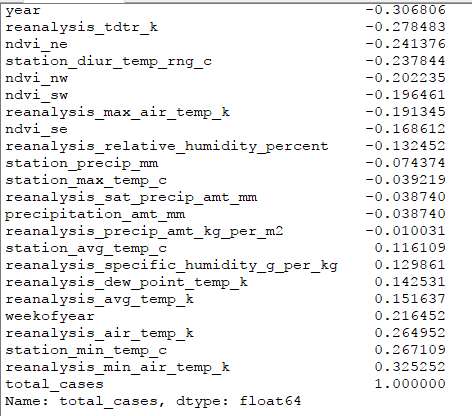 year                                    -0.306806
reanalysis_tdtr_k                       -0.278483
ndvi_ne                                 -0.241376
station_diur_temp_rng_c                 -0.237844
ndvi_nw                                 -0.202235
ndvi_sw                                 -0.196461
reanalysis_max_air_temp_k               -0.191345
ndvi_se                                 -0.168612
reanalysis_relative_humidity_percent    -0.132452
station_precip_mm                       -0.074374
station_max_temp_c                      -0.039219
reanalysis_sat_precip_amt_mm            -0.038740
precipitation_amt_mm                    -0.038740
reanalysis_precip_amt_kg_per_m2         -0.010031
station_avg_temp_c                       0.116109
reanalysis_specific_humidity_g_per_kg    0.129861
reanalysis_dew_point_temp_k              0.142531
reanalysis_avg_temp_k                    0.151637
weekofyear                               0.216452
reanalysis_air_temp_k                    0.264952
station_min_temp_c                       0.267109
reanalysis_min_air_temp_k                0.325252
total_cases                              1.000000
Name: total_cases, dtype: float64